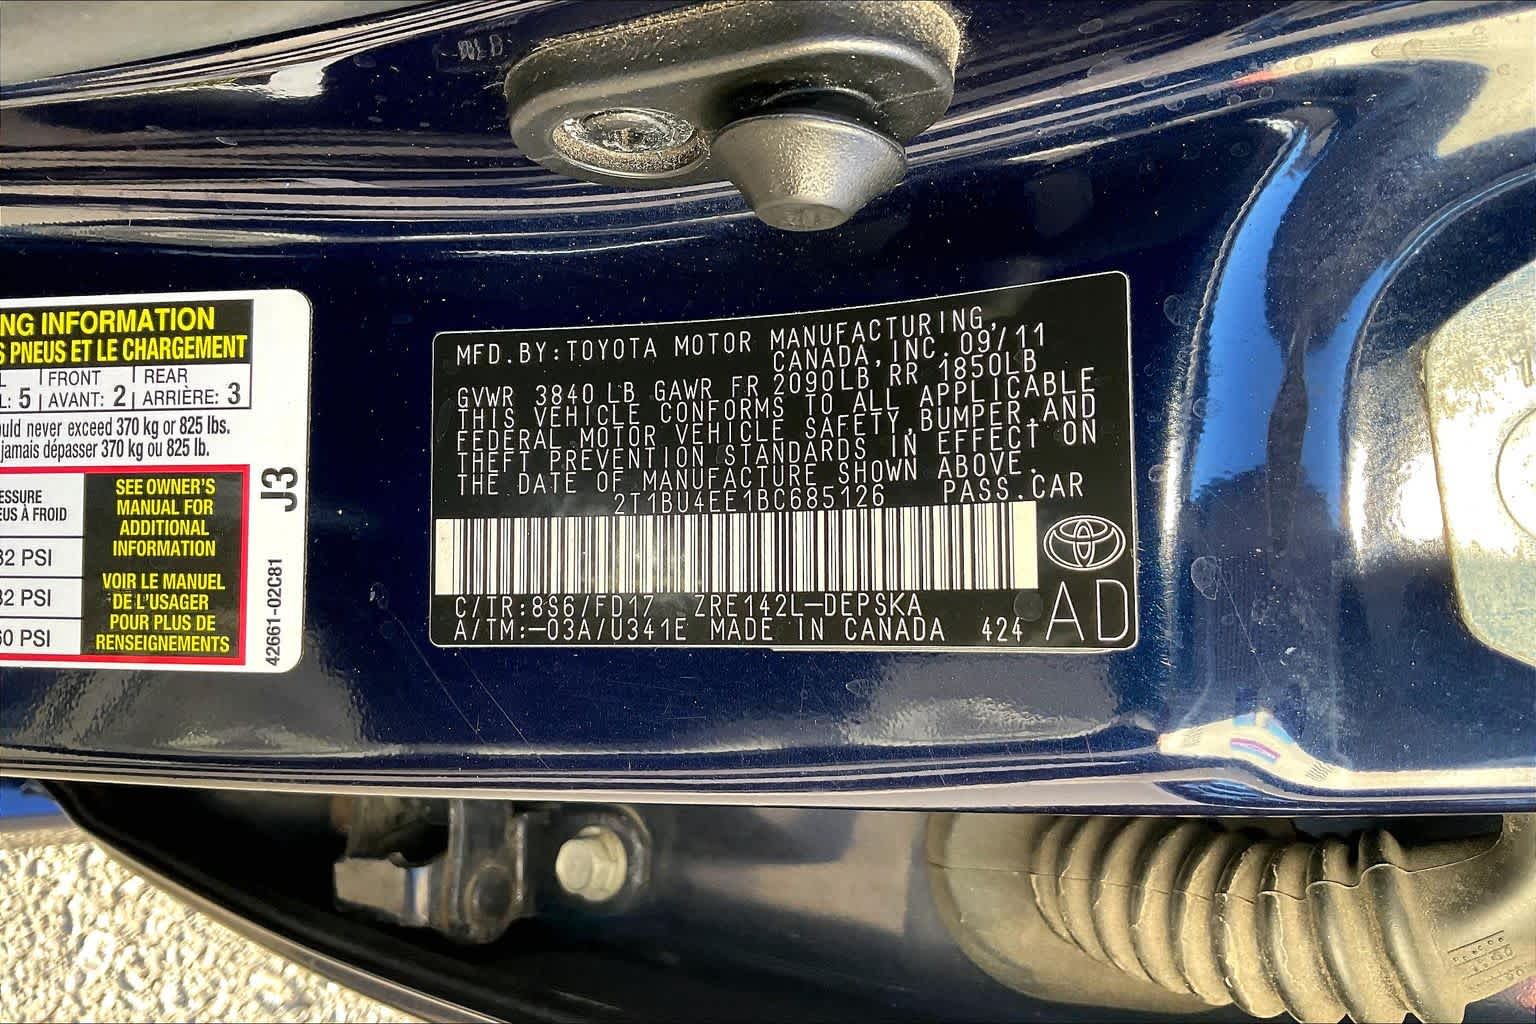 NG INFORMATION
S PNEUS ET LE CHARGEMENT
L FRONT REAR
L: 5 AVANT: 2 ARRIÈRE: 3
uld never exceed 370 kg or 825 lbs.
jamais dépasser 370 kg ou 825 lb.
ESSURE
EUS À FROID
32 PSI
32 PSI
60 PSI
SEE OWNER'S
MANUAL FOR
ADDITIONAL
INFORMATION
VOIR LE MANUEL
DE L'USAGER
POUR PLUS DE
RENSEIGNEMENTS
J3
42661-02C81
MFD.BY:TOYOTA MOTOR MANUFACTURING,
CANADA,INC. 09/11
GVWR 3840 LB GAWR FR 2090LB RR 1850LB
THIS VEHICLE CONFORMS TO ALL APPLICABLE
FEDERAL MOTOR VEHICLE SAFETY,BUMPER,AND
THEFT PREVENTION STANDARDS IN EFFECT ON
THE DATE OF MANUFACTURE SHOWN ABOVE.
2T1BU4EE1BC685126 PASS.CAR
C/TR:8S6/FD17 ZRE142L-DEPSKA
A/TM:-03A/U341E MADE IN CANADA 424
AD